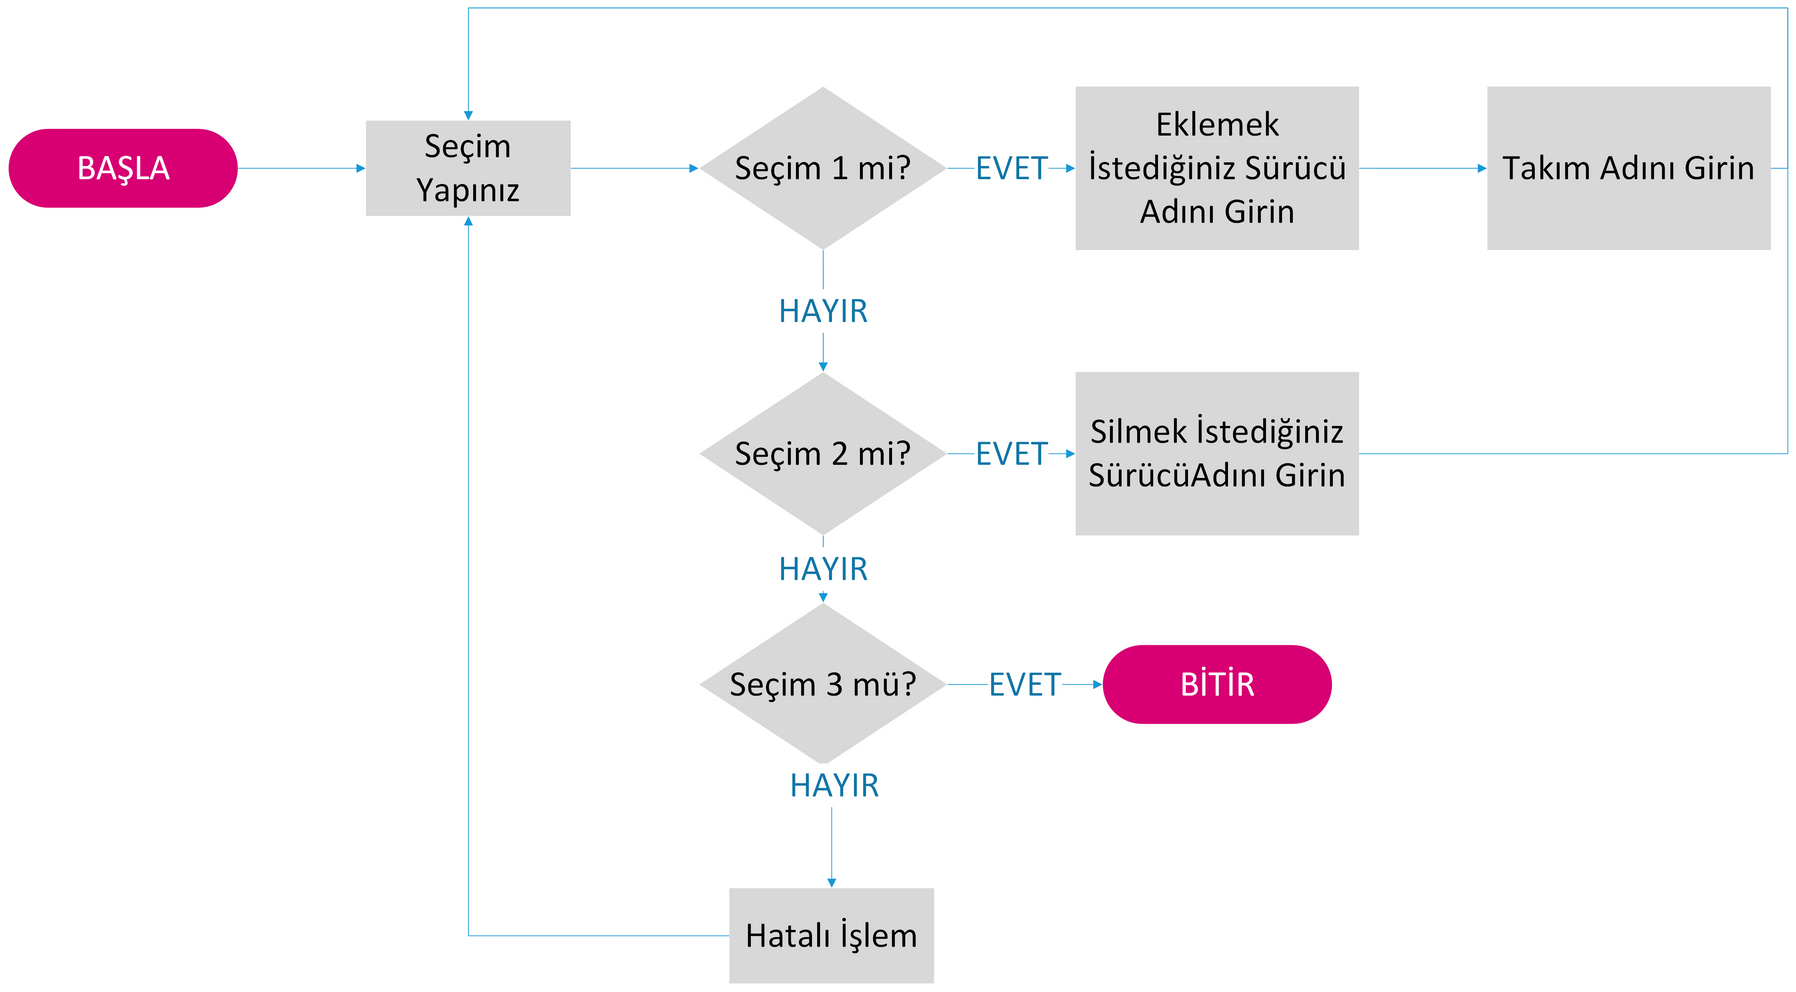 BAŞLA
Seçim
Yapınız
Seçim 1 mi?
EVET
Eklemek
İstediğiniz Sürücü
Adını Girin
Takım Adını Girin
HAYIR
Seçim 2 mi?
EVET
Silmek İstediğiniz
SürücüAdını Girin
HAYIR
Seçim 3 mü?
EVET
BİTİR
HAYIR
Hatalı İşlem